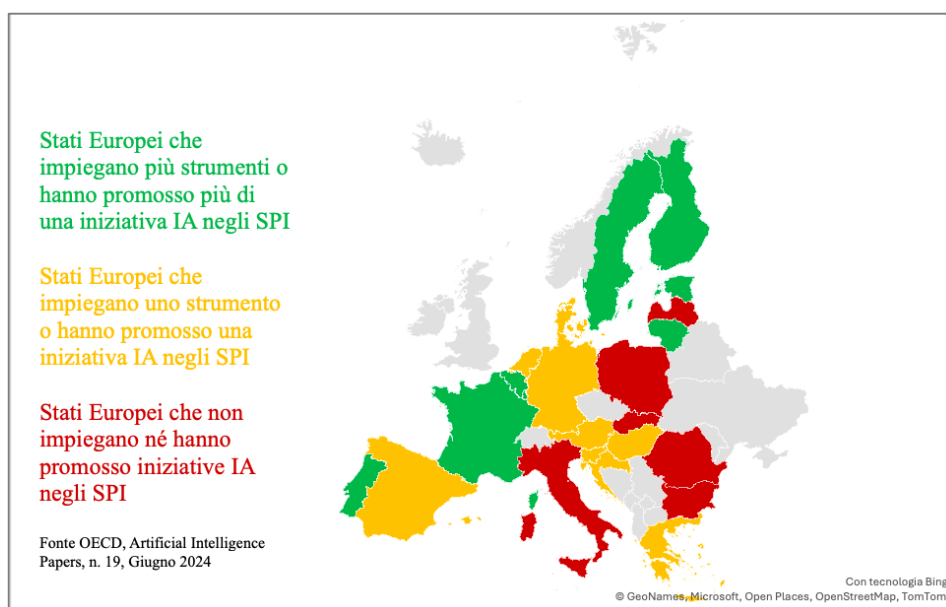 Stati Europei che
impiegano più strumenti o
hanno promosso più di
una iniziativa IA negli SPI
Stati Europei che
impiegano uno strumento
o hanno promosso una
iniziativa IA negli SPI
Stati Europei che non
impiegano né hanno
promosso iniziative IA
negli SPI
Fonte OECD, Artificial Intelligence
Papers, n. 19, Giugno 2024
Con tecnologia Bing
© GeoNames, Microsoft, Open Places, OpenStreetMap, TomTom